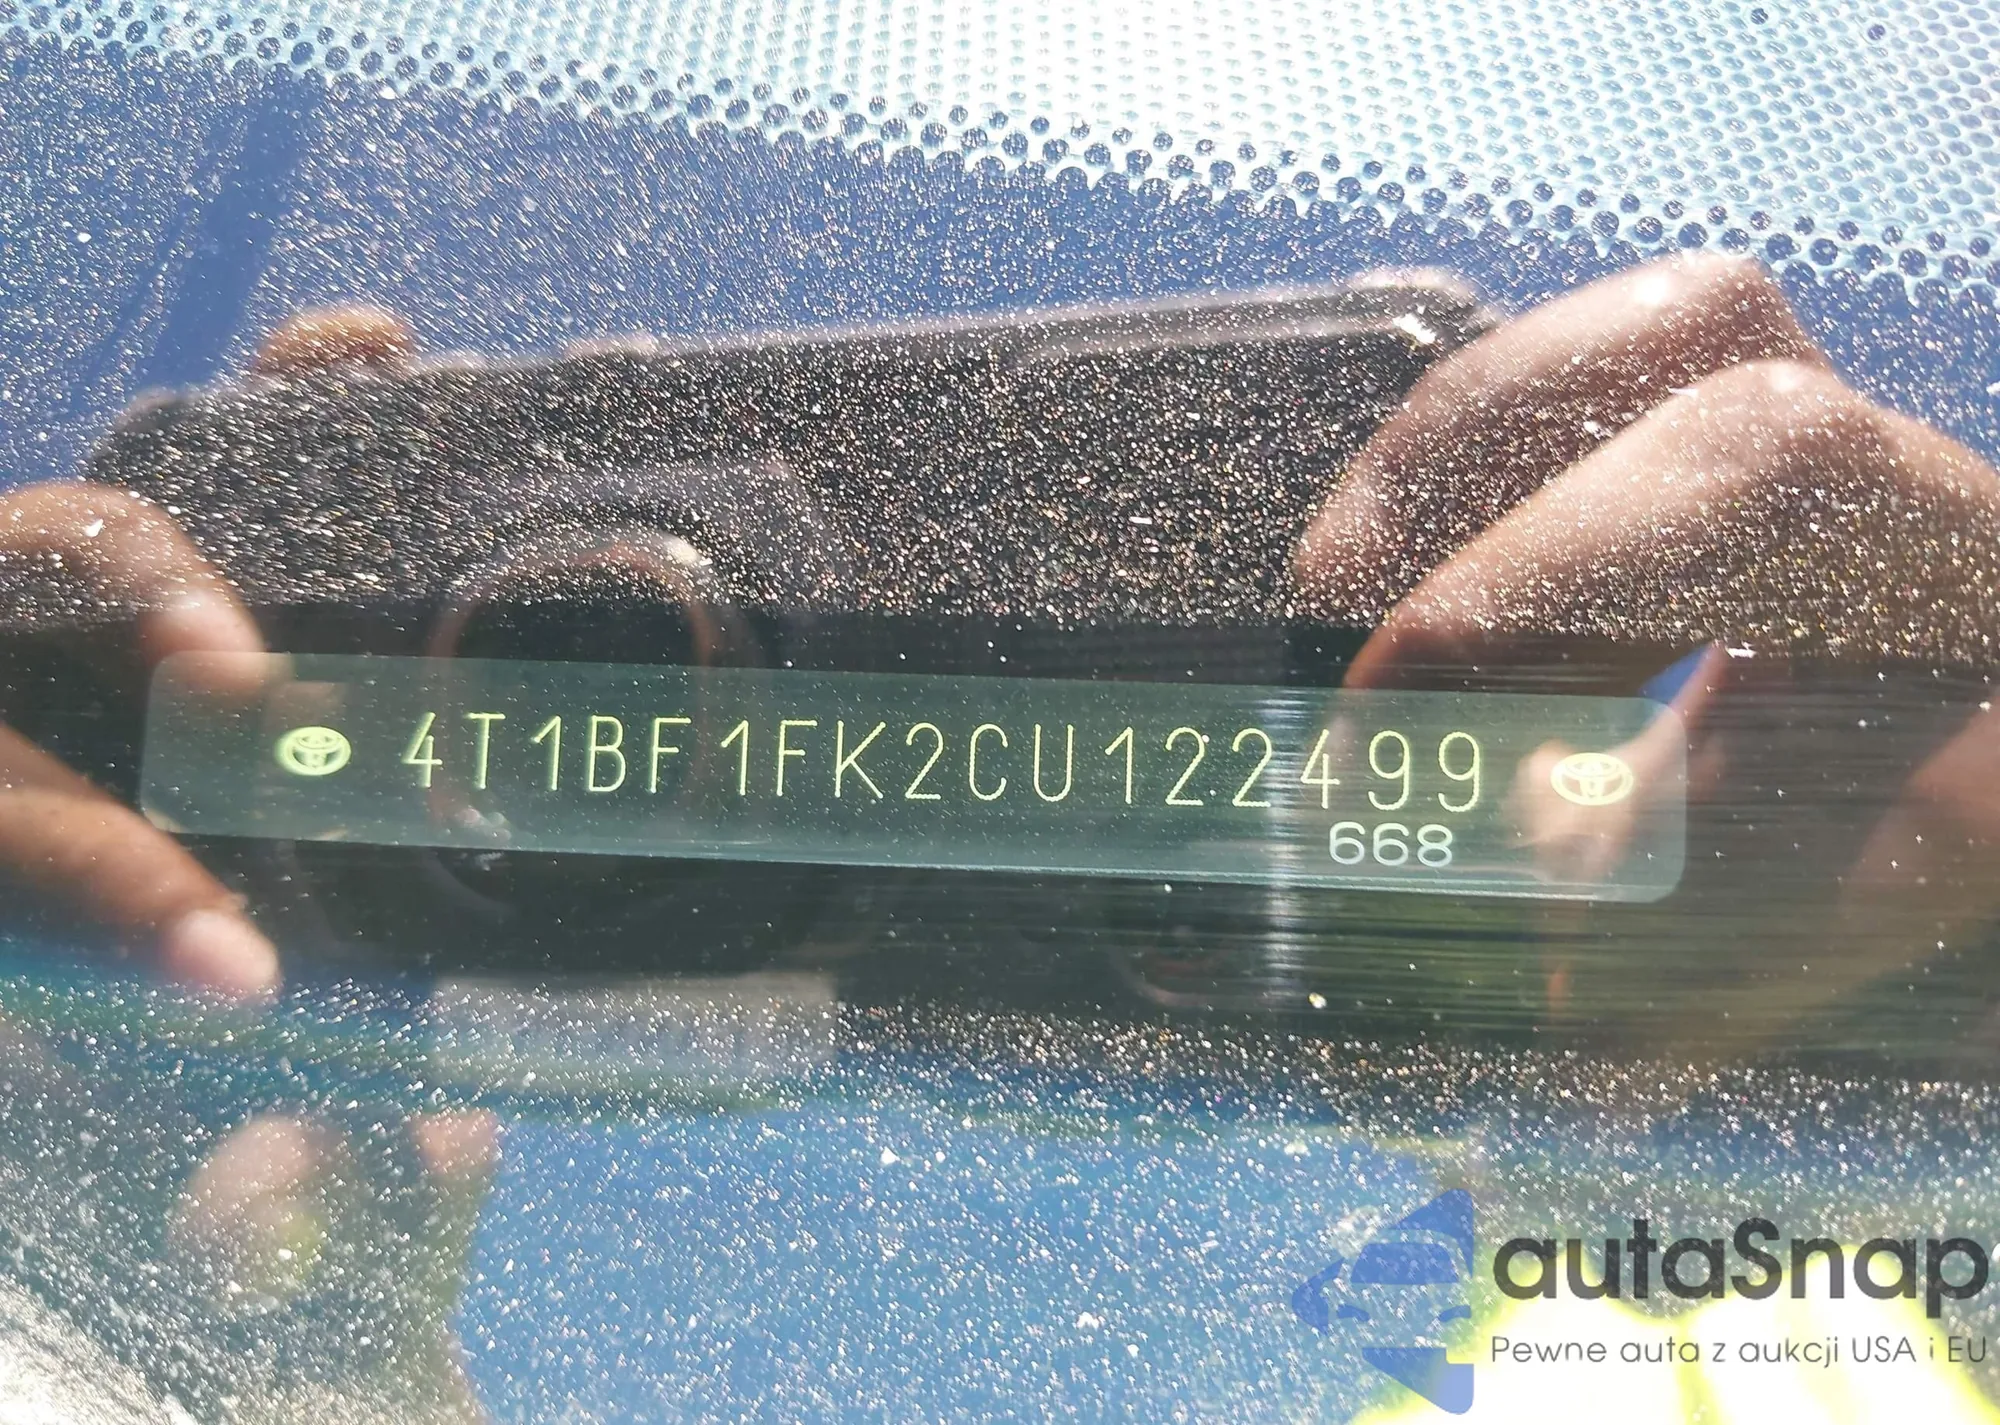 4T1BF1FK2CU122499
668
autaSnap
Pewne auta z aukcji USA i EU